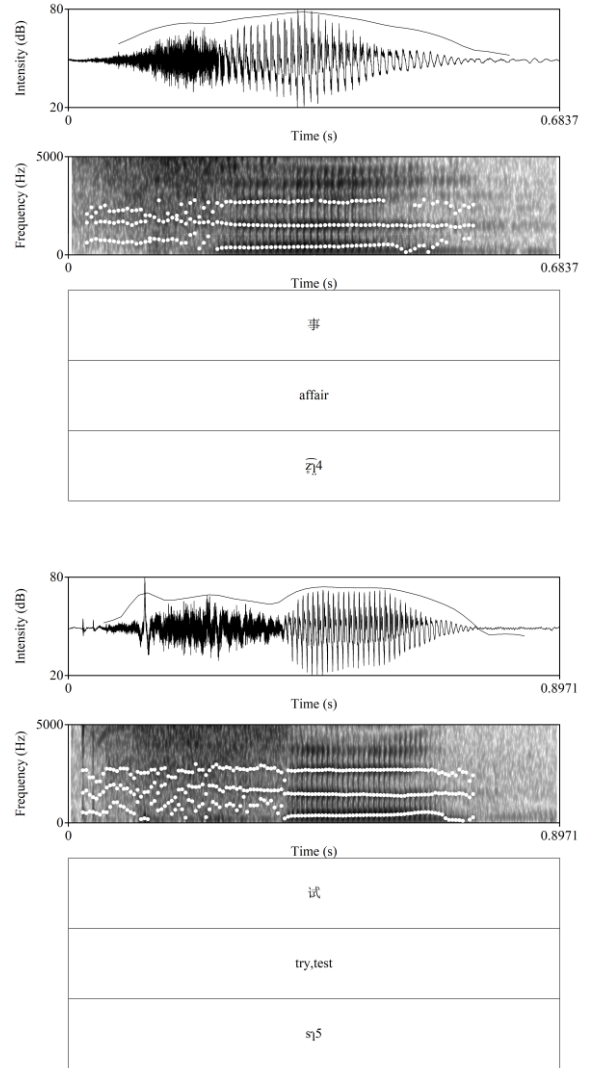 80
Intensity (dB)
20
0
0.6837
Time (s)
5000
Frequency (Hz)
0
0
0.6837
Time (s)
事
affair
80
Intensity (dB)
20
0
0.8971
Time (s)
5000
Frequency (Hz)
0
0
0.8971
Time (s)
试
try,test
sɿ5